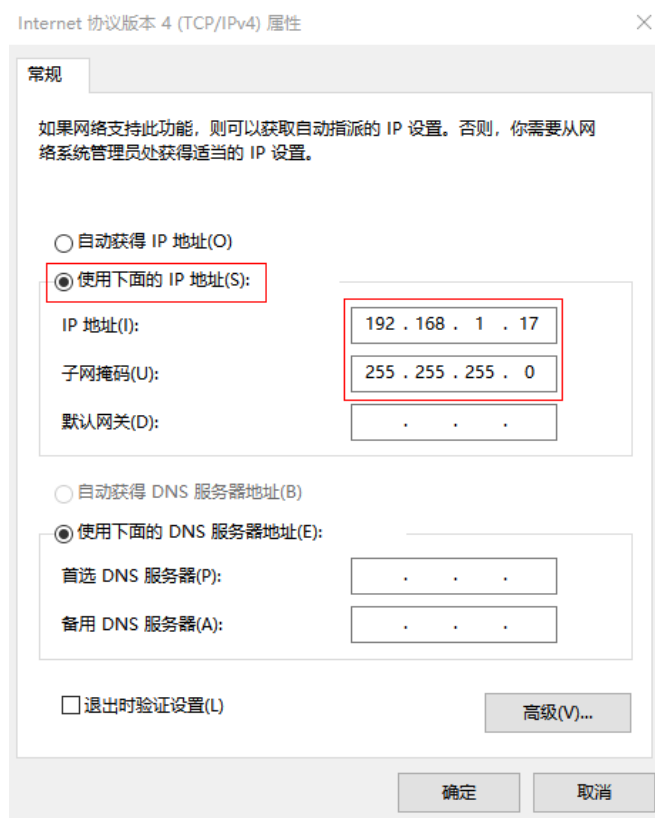 Internet 协议版本 4 (TCP/IPv4) 属性
常规
如果网络支持此功能，则可以获取自动指派的 IP 设置。否则，你需要从网
络系统管理员处获得适当的 IP 设置。
自动获得 IP 地址(O)
使用下面的 IP 地址(S):
IP 地址(I): 192 . 168 . 1 . 17
子网掩码(U): 255 . 255 . 255 . 0
默认网关(D): . . .
自动获得 DNS 服务器地址(B)
使用下面的 DNS 服务器地址(E):
首选 DNS 服务器(P): . . .
备用 DNS 服务器(A): . . .
退出时验证设置(L)
高级(V)...
确定 取消